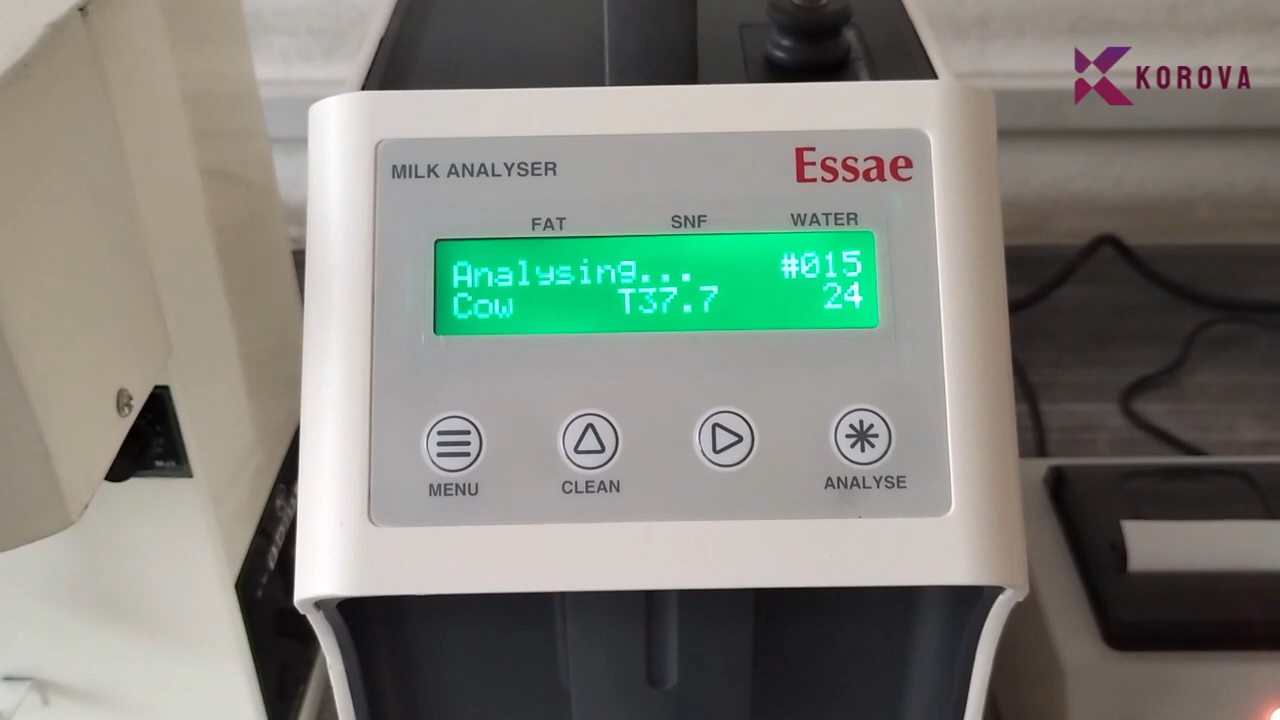 KOROVA
MILK ANALYSER
Essae
FAT SNF WATER
Analysing... #015
Cow T37.7 24
MENU CLEAN ANALYSE